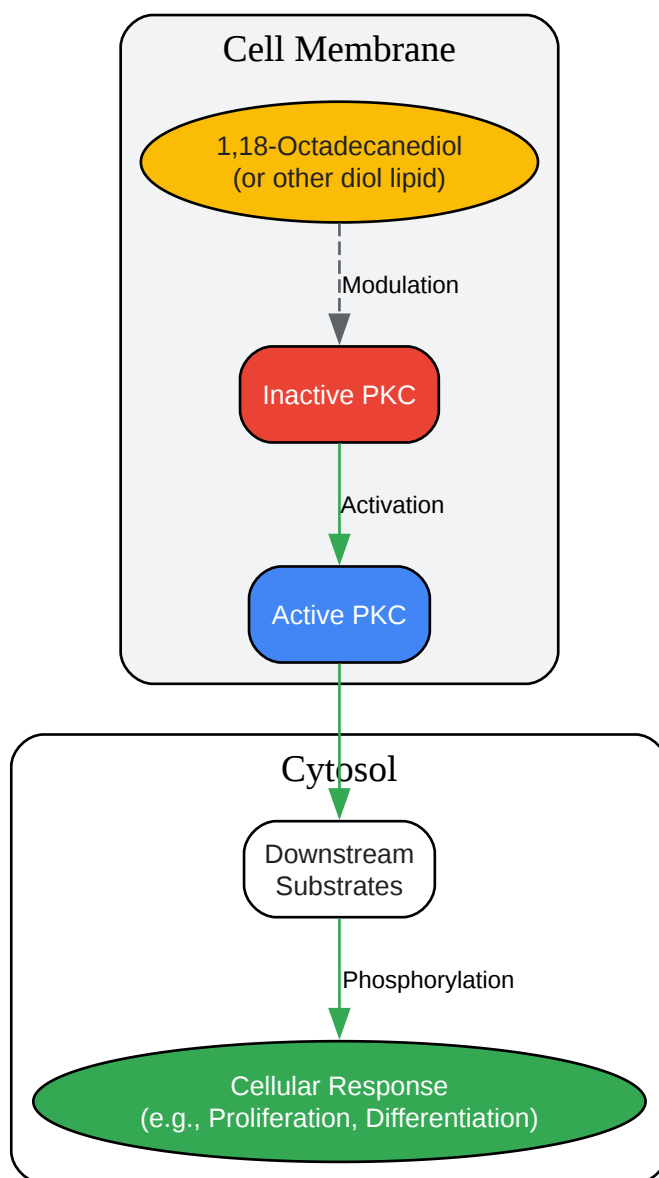 Cell Membrane
1,18-Octadecanediol
(or other diol lipid)
Modulation
Inactive PKC
Activation
Active PKC
Cytosol
Downstream
Substrates
Phosphorylation
Cellular Response
(e.g., Proliferation, Differentiation)